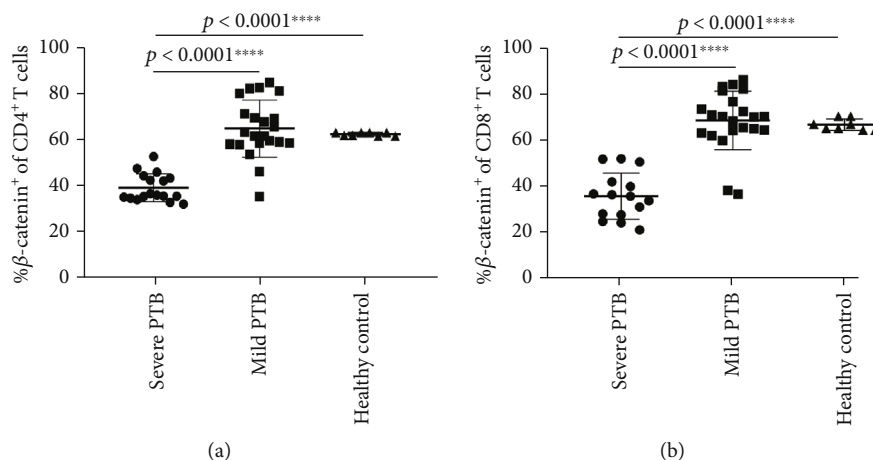 p < 0.0001****
p < 0.0001****
100
80
60
40
20
0
%β-catenin⁺ of CD4⁺ T cells
Severe PTB
Mild PTB
Healthy control
(a)
p < 0.0001****
p < 0.0001****
100
80
60
40
20
0
%β-catenin⁺ of CD8⁺ T cells
Severe PTB
Mild PTB
Healthy control
(b)